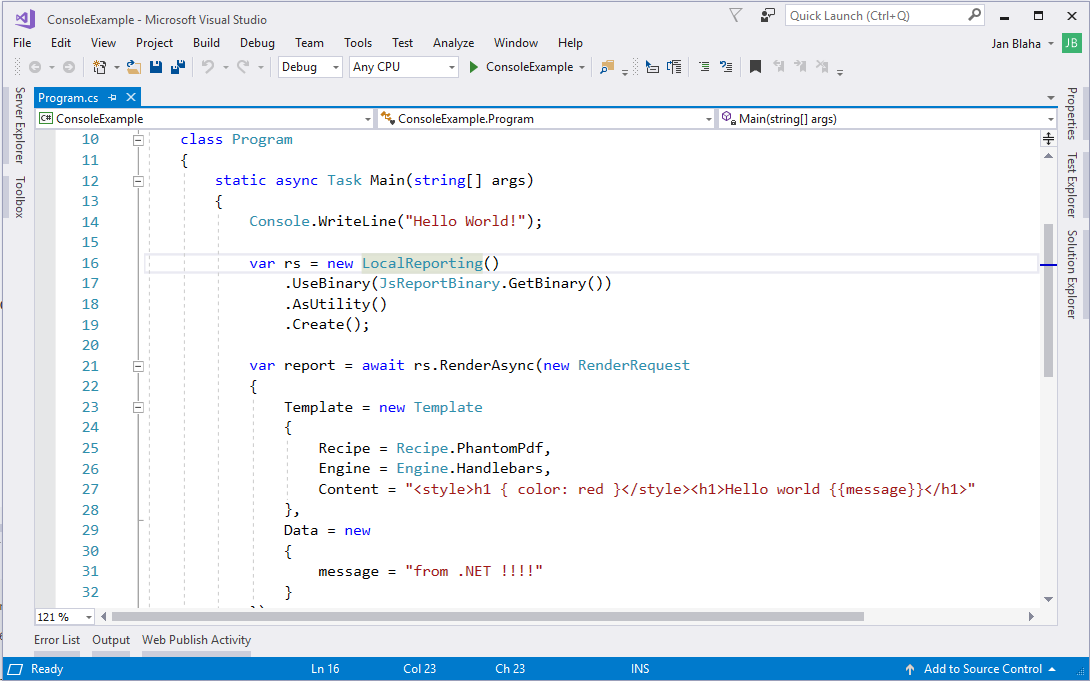 ConsoleExample - Microsoft Visual Studio
Quick Launch (Ctrl+Q)
File Edit View Project Build Debug Team Tools Test Analyze Window Help
Jan Blaha JB
Debug Any CPU ConsoleExample
Server Explorer
Toolbox
Program.cs
C# ConsoleExample ConsoleExample.Program Main(string[] args)
10 class Program
11 {
12 static async Task Main(string[] args)
13 {
14 Console.WriteLine("Hello World!");
15
16 var rs = new LocalReporting()
17 .UseBinary(JsReportBinary.GetBinary())
18 .AsUtility()
19 .Create();
20
21 var report = await rs.RenderAsync(new RenderRequest
22 {
23 Template = new Template
24 {
25 Recipe = Recipe.PhantomPdf,
26 Engine = Engine.Handlebars,
27 Content = "<style>h1 { color: red }</style><h1>Hello world {{message}}</h1>"
28 },
29 Data = new
30 {
31 message = "from .NET !!!!"
32 }
Properties
Test Explorer
Solution Explorer
121 %
Error List Output Web Publish Activity
Ready Ln 16 Col 23 Ch 23 INS Add to Source Control